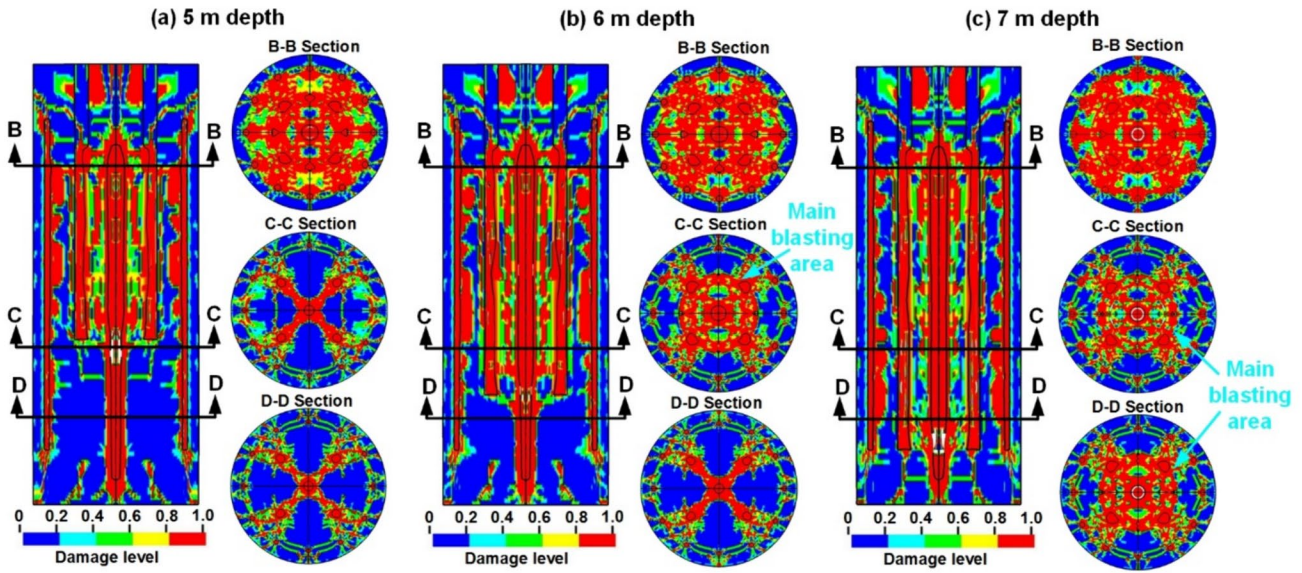 (a) 5 m depth
B-B Section
B
B
C-C Section
C
C
D
D
D-D Section
0 0.2 0.4 0.6 0.8 1.0
Damage level
(b) 6 m depth
B-B Section
B
B
Main
blasting
area
C-C Section
C
C
D
D
D-D Section
0 0.2 0.4 0.6 0.8 1.0
Damage level
(c) 7 m depth
B-B Section
B
B
C-C Section
C
C
Main
blasting
area
D
D
D-D Section
0 0.2 0.4 0.6 0.8 1.0
Damage level